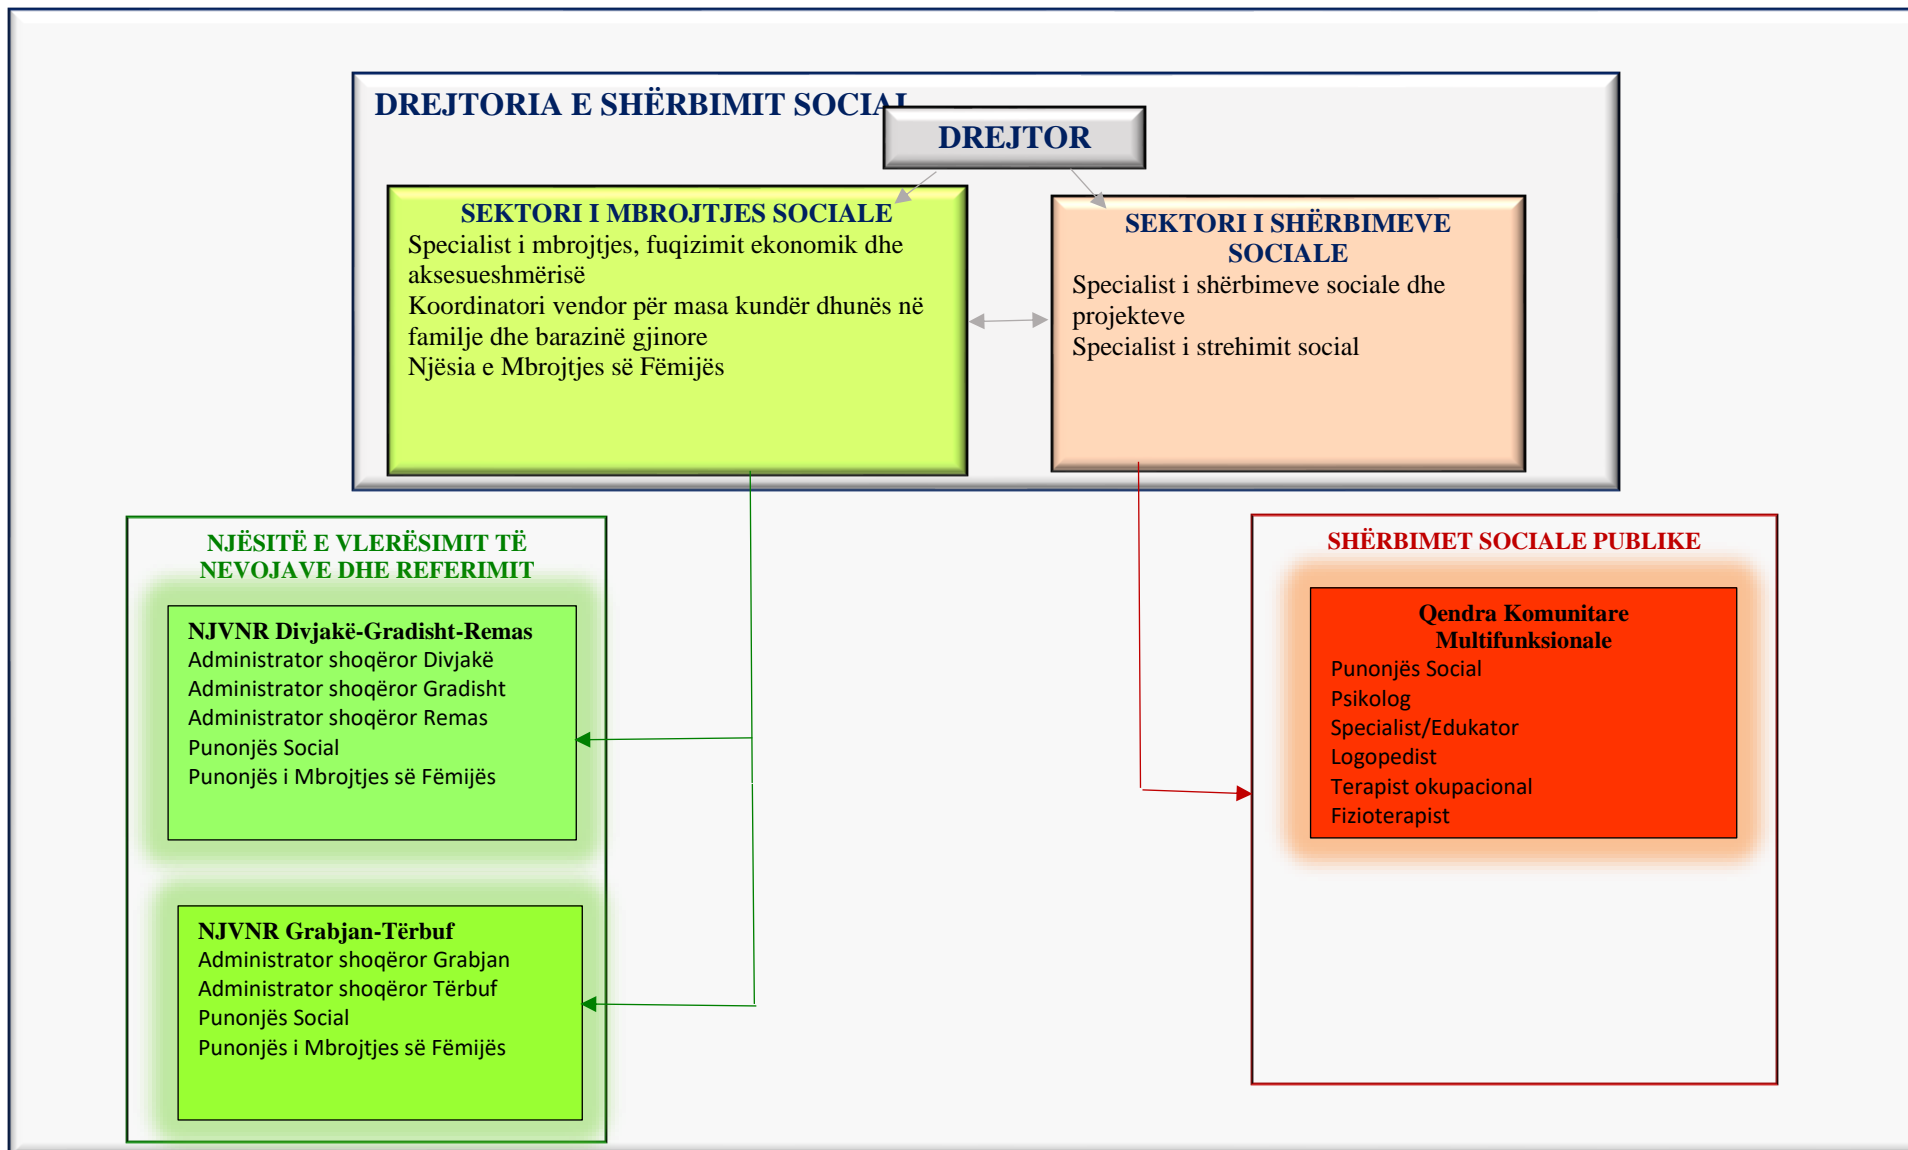 DREJTORIA E SHËRBIMIT SOCIAL
DREJTOR
SEKTORI I MBROJTJES SOCIALE
Specialist i mbrojtjes, fuqizimit ekonomik dhe
aksesueshmërisë
Koordinatori vendor për masa kundër dhunës në
familje dhe barazinë gjinore
Njësia e Mbrojtjes së Fëmijës
SEKTORI I SHËRBIMEVE
SOCIALE
Specialist i shërbimeve sociale dhe
projekteve
Specialist i strehimit social
NJËSITË E VLERËSIMIT TË
NEVOJAVE DHE REFERIMIT
NJVNR Divjakë-Gradisht-Remas
Administrator shoqëror Divjakë
Administrator shoqëror Gradisht
Administrator shoqëror Remas
Punonjës Social
Punonjës i Mbrojtjes së Fëmijës
NJVNR Grabjan-Tërbuf
Administrator shoqëror Grabjan
Administrator shoqëror Tërbuf
Punonjës Social
Punonjës i Mbrojtjes së Fëmijës
SHËRBIMET SOCIALE PUBLIKE
Qendra Komunitare
Multifunksionale
Punonjës Social
Psikolog
Specialist/Edukator
Logopedist
Terapist okupacional
Fizioterapist